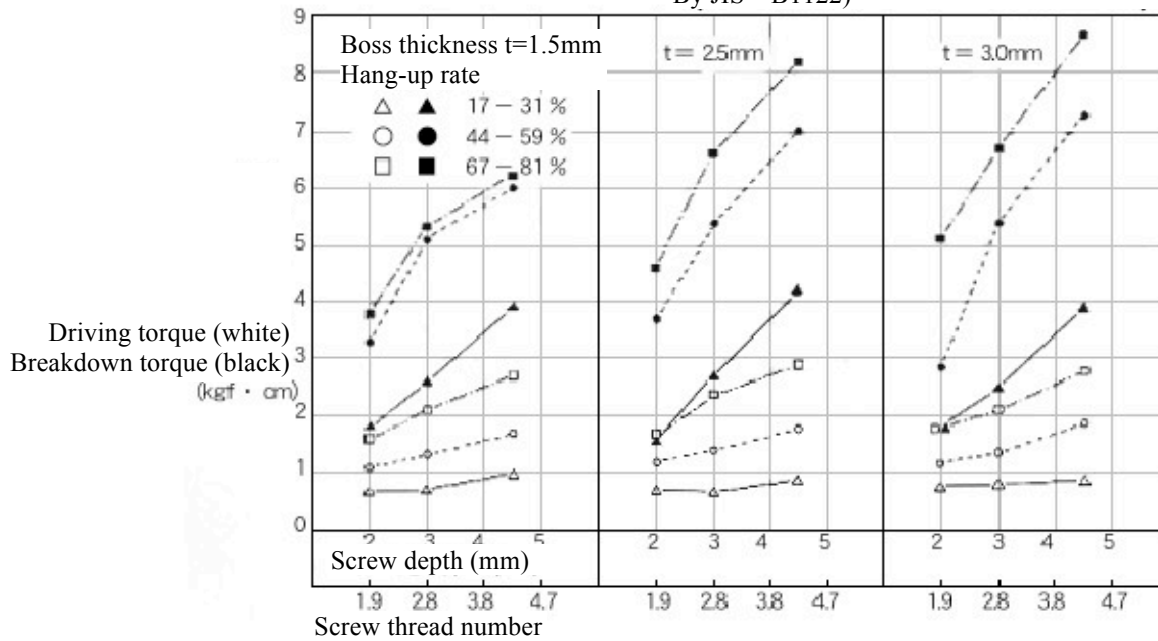 By JIS B1122)
9
8
7
6
5
4
3
2
1
0
Boss thickness t=1.5mm
Hang-up rate
17 – 31 %
44 – 59 %
67 – 81 %
t = 2.5mm
t = 3.0mm
Driving torque (white)
Breakdown torque (black)
(kgf · cm)
2 3 4 5 2 3 4 5 2 3 4 5
Screw depth (mm)
1.9 2.8 3.8 4.7 1.9 2.8 3.8 4.7 1.9 2.8 3.8 4.7
Screw thread number